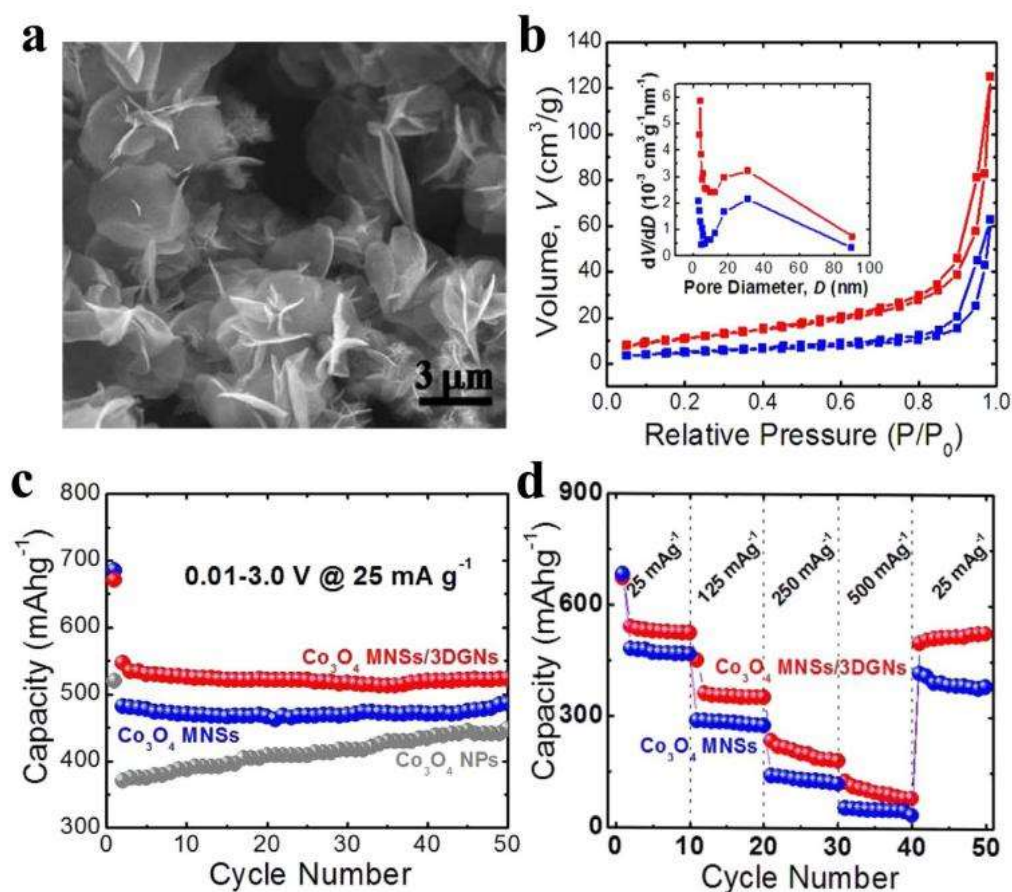 a
3 μm
b
Volume, V (cm³/g)
140
120
100
80
60
40
20
0
0.0 0.2 0.4 0.6 0.8 1.0
Relative Pressure (P/P₀)
dV/dD (10⁻³ cm³g⁻¹nm⁻¹)
6
5
4
3
2
1
0
0 20 40 60 80 100
Pore Diameter, D (nm)
c
Capacity (mAhg⁻¹)
800
700
600
500
400
300
0.01-3.0 V @ 25 mA g⁻¹
Co₃O₄ MNSs/3DGNs
Co₃O₄ MNSs
Co₃O₄ NPs
0 10 20 30 40 50
Cycle Number
d
Capacity (mAhg⁻¹)
900
600
300
0
25 mAg⁻¹
125 mAg⁻¹
250 mAg⁻¹
500 mAg⁻¹
25 mAg⁻¹
Co₃O₄ MNSs/3DGNs
Co₃O₄ MNSs
0 10 20 30 40 50
Cycle Number